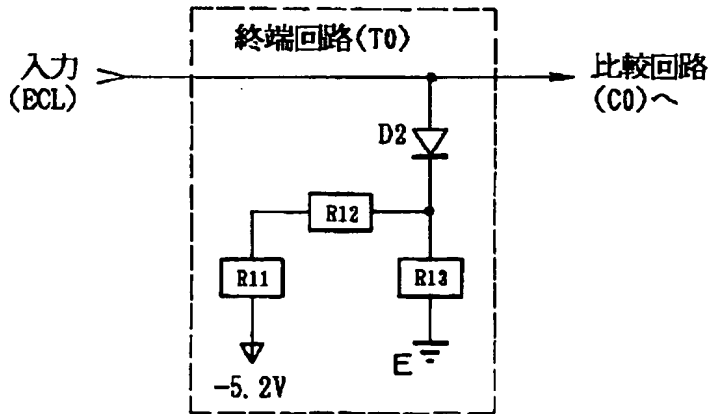 終端回路(T0)
入力
(ECL)
比較回路
(C0)へ
D2
R12
R11
R13
E
-5.2V